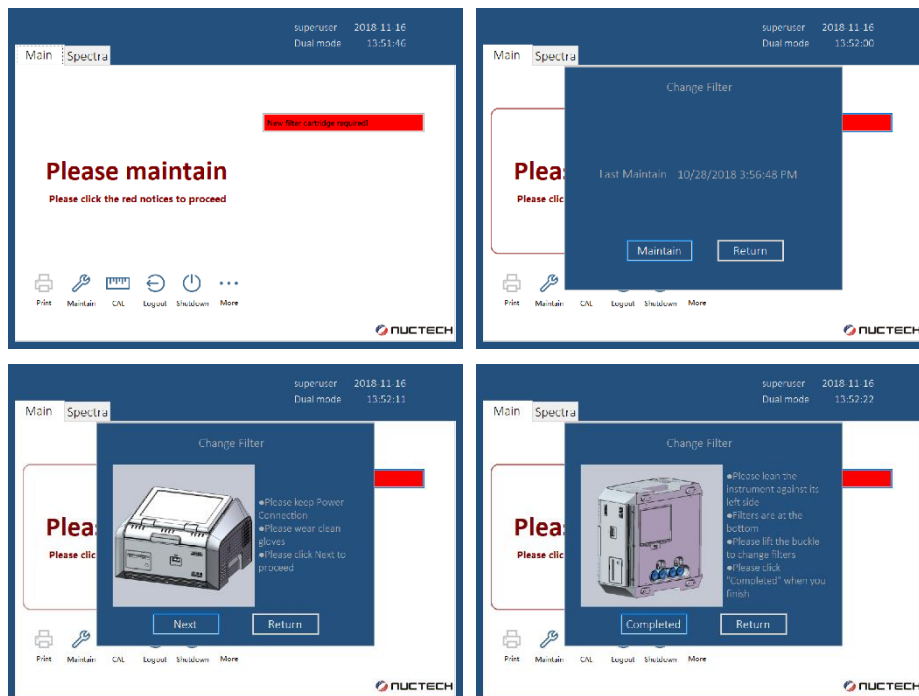 superuser 2018-11-16
Dual mode 13:51:46
Main Spectra
New filter cartridge required!
Please maintain
Please click the red notices to proceed
Print Maintain CAL Logout Shutdown More
NUCTECH
superuser 2018-11-16
Dual mode 13:52:00
Main Spectra
Change Filter
Plea
Last Maintain 10/28/2018 3:56:48 PM
Please clic
Maintain Return
Print Maintain CAL Logout Shutdown More
NUCTECH
superuser 2018-11-16
Dual mode 13:52:11
Main Spectra
Change Filter
●Please keep Power
Connection
●Please wear clean
gloves
●Please click Next to
proceed
Plea
Please clic
Next Return
Print Maintain CAL Logout Shutdown More
NUCTECH
superuser 2018-11-16
Dual mode 13:52:22
Main Spectra
Change Filter
●Please lean the
instrument against its
left side
●Filters are at the
bottom
●Please lift the buckle
to change filters
●Please click
"Completed" when you
finish
Plea
Please clic
Completed Return
Print Maintain CAL Logout Shutdown More
NUCTECH